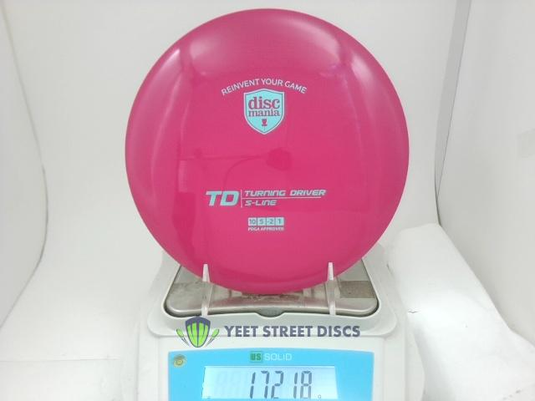 REINVENT YOUR GAME
disc
mania
TD TURNING DRIVER
S-LINE
10 5 -2 1
PDGA APPROVED
YEET STREET DISCS
US SOLID
172.18 g